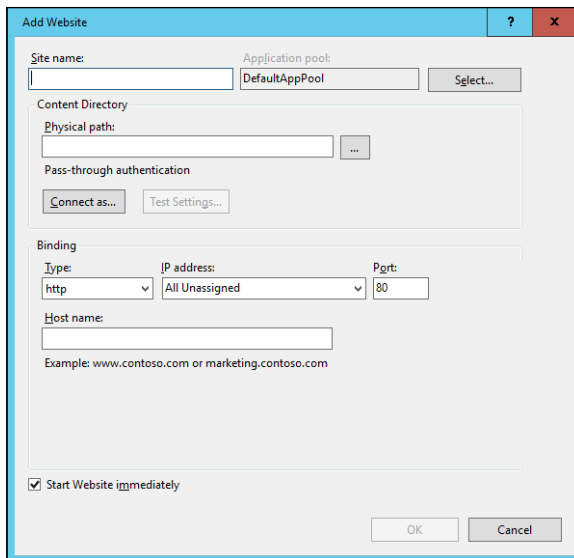 Add Website
? x
Site name: Application pool:
DefaultAppPool Select...
Content Directory
Physical path:
...
Pass-through authentication
Connect as... Test Settings...
Binding
Type: IP address: Port:
http All Unassigned 80
Host name:
Example: www.contoso.com or marketing.contoso.com
Start Website immediately
OK Cancel